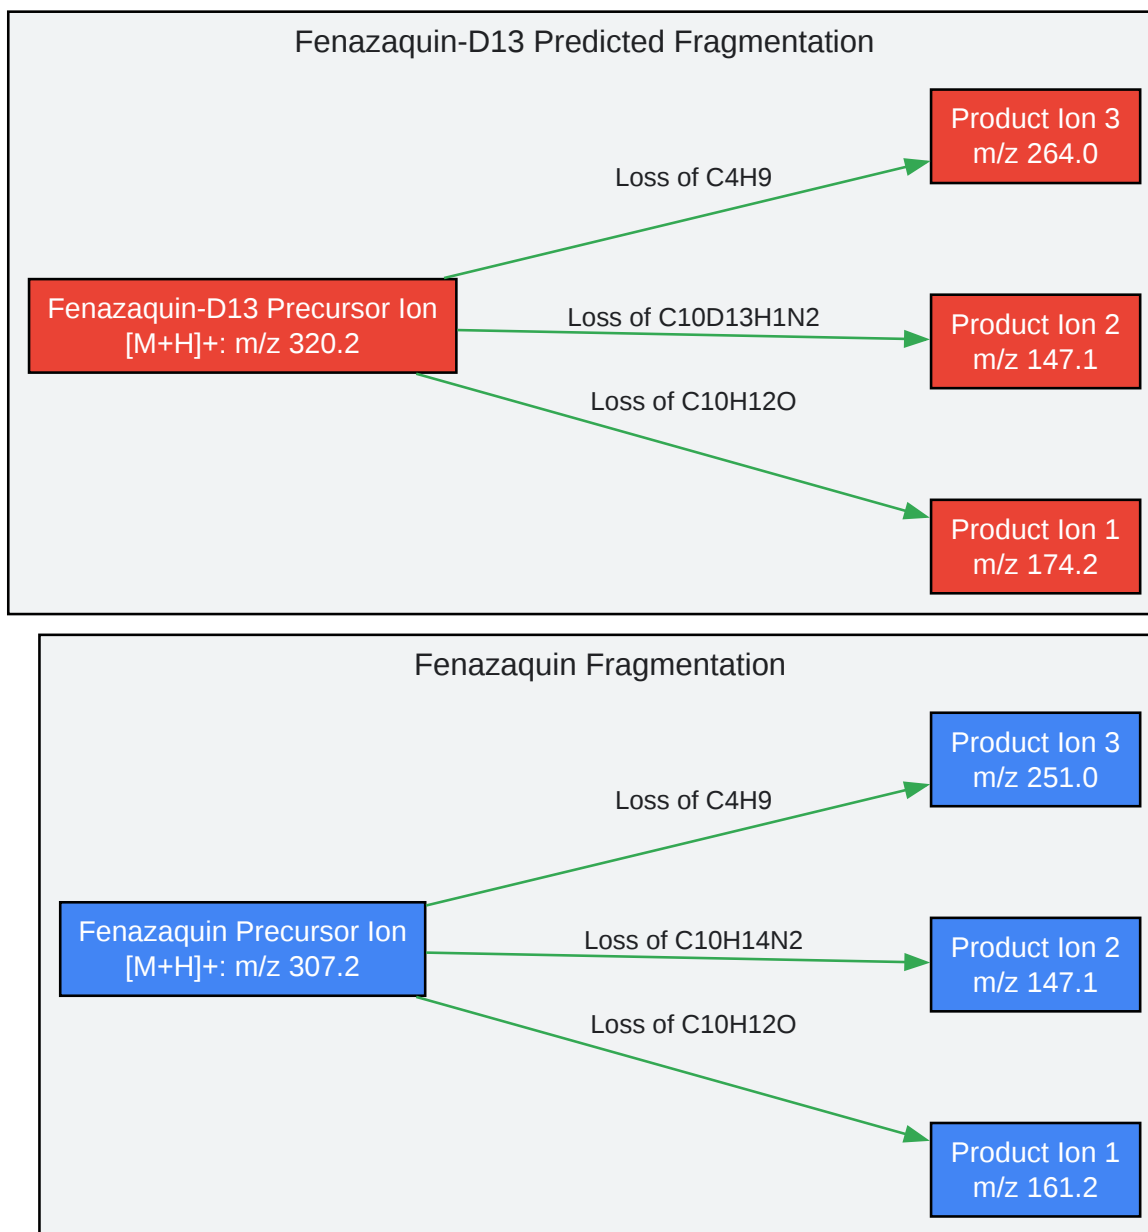 Fenazaquin-D13 Predicted Fragmentation
Product Ion 3
m/z 264.0
Loss of C4H9
Fenazaquin-D13 Precursor Ion
[M+H]+: m/z 320.2
Loss of C10D13H1N2
Product Ion 2
m/z 147.1
Loss of C10H12O
Product Ion 1
m/z 174.2
Fenazaquin Fragmentation
Product Ion 3
m/z 251.0
Loss of C4H9
Fenazaquin Precursor Ion
[M+H]+: m/z 307.2
Loss of C10H14N2
Product Ion 2
m/z 147.1
Loss of C10H12O
Product Ion 1
m/z 161.2